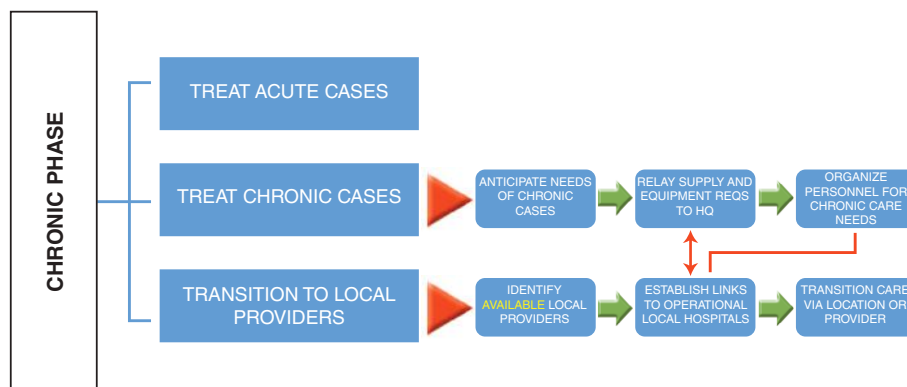 CHRONIC PHASE
TREAT ACUTE CASES
TREAT CHRONIC CASES
ANTICIPATE NEEDS
OF CHRONIC
CASES
RELAY SUPPLY AND
EQUIPMENT REQS
TO HQ
ORGANIZE
PERSONNEL FOR
CHRONIC CARE
NEEDS
TRANSITION TO LOCAL
PROVIDERS
IDENTIFY
AVAILABLE LOCAL
PROVIDERS
ESTABLISH LINKS
TO OPERATIONAL
LOCAL HOSPITALS
TRANSITION CARE
VIA LOCATION OR
PROVIDER